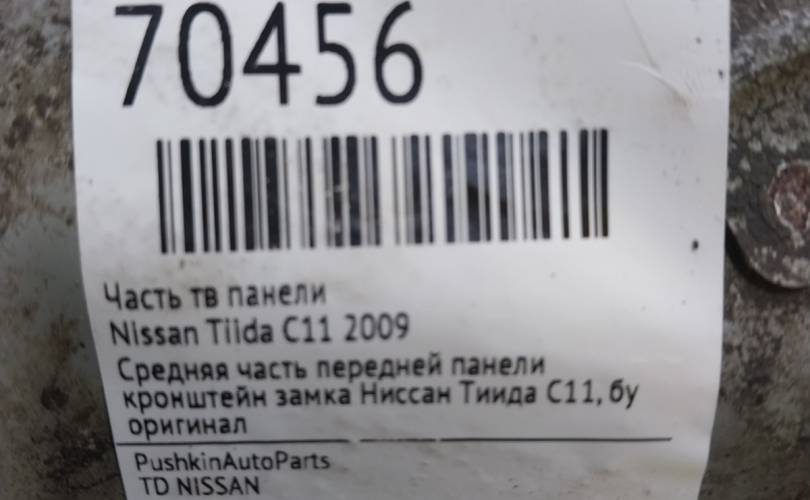 70456
Часть тв панели
Nissan Tiida C11 2009
Средняя часть передней панели
кронштейн замка Ниссан Тиида С11, бу
оригинал
PushkinAutoParts
TD NISSAN